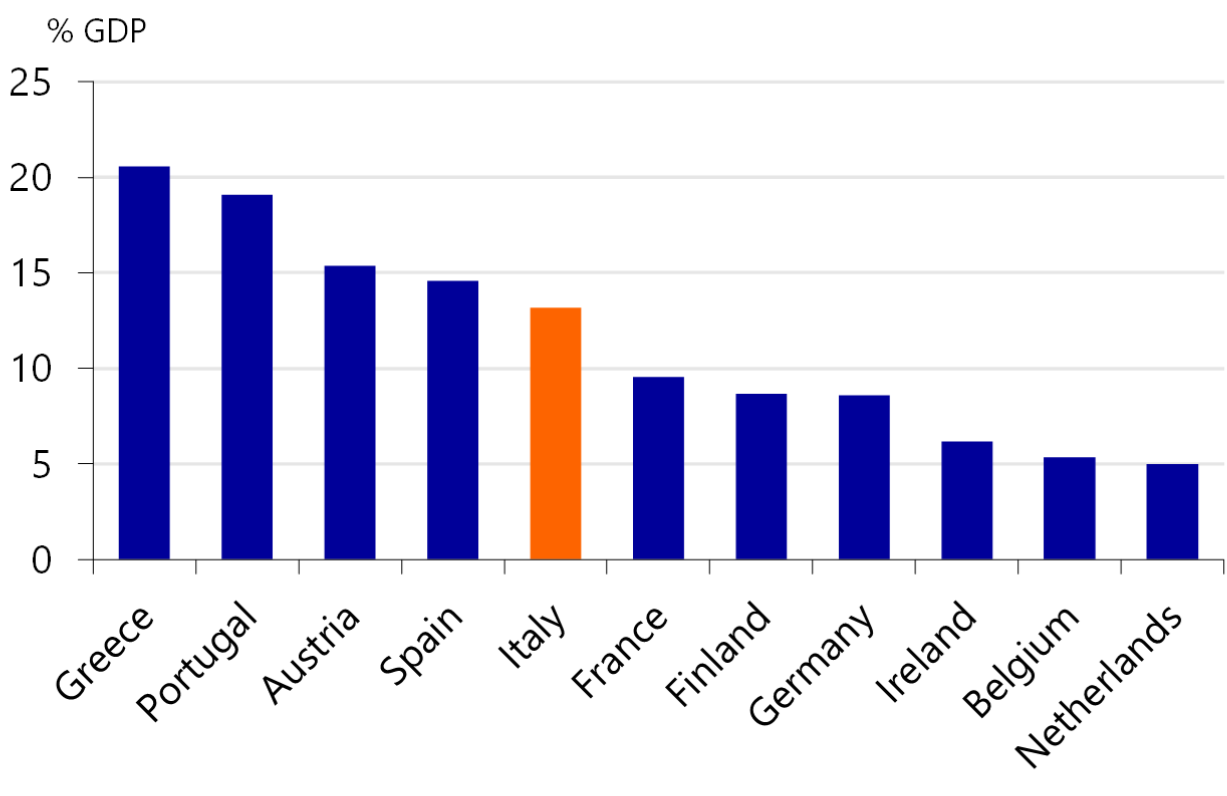 % GDP
25
20
15
10
5
0
Greece
Portugal
Austria
Spain
Italy
France
Finland
Germany
Ireland
Belgium
Netherlands